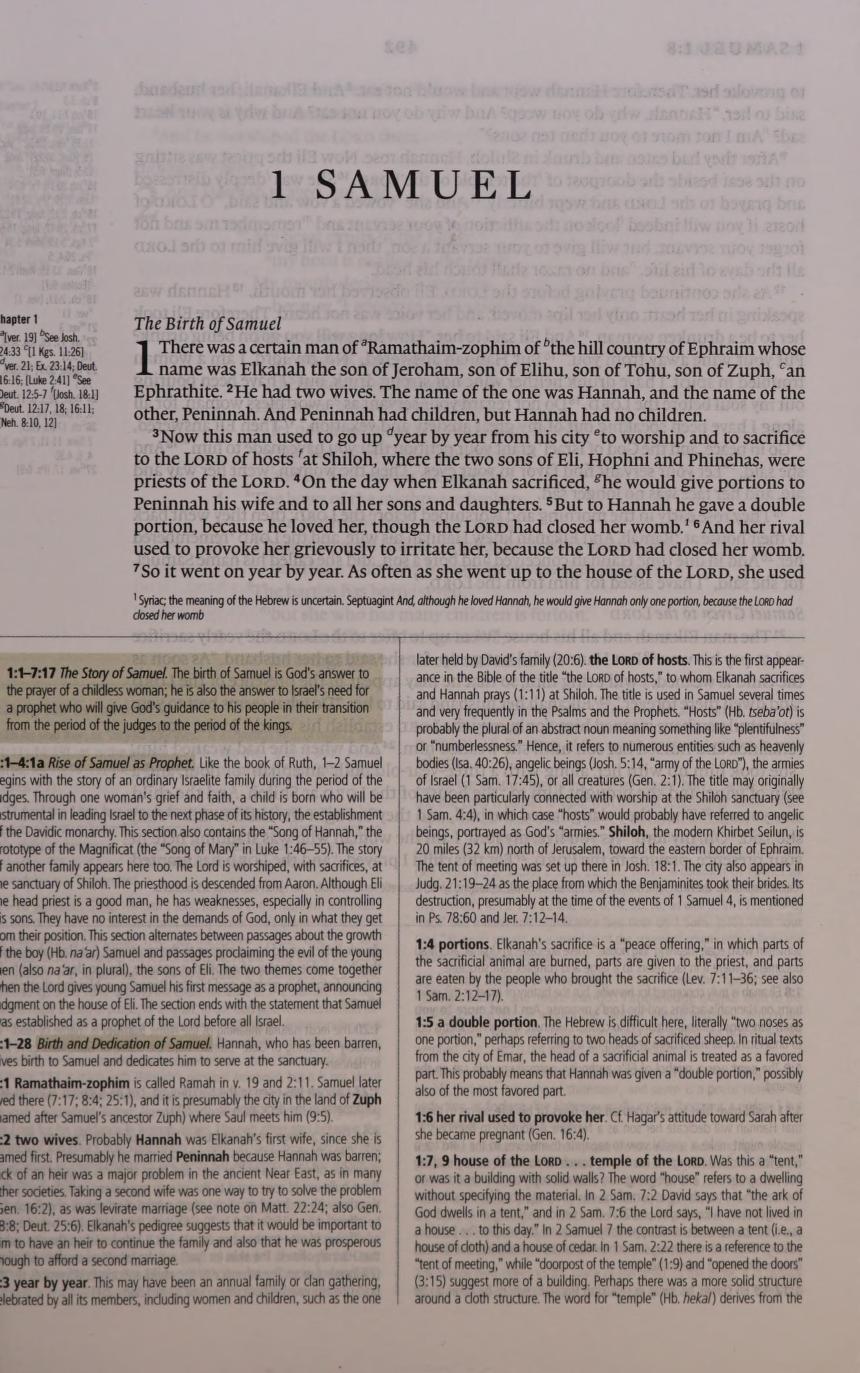 1 SAMUEL
The Birth of Samuel
1 There was a certain man of ᵃRamathaim-zophim of ᵇthe hill country of Ephraim whose
name was Elkanah the son of Jeroham, son of Elihu, son of Tohu, son of Zuph, ᶜan
Ephrathite. ²He had two wives. The name of the one was Hannah, and the name of the
other, Peninnah. And Peninnah had children, but Hannah had no children.
³Now this man used to go up ᵈyear by year from his city ᵉto worship and to sacrifice
to the LORD of hosts ᶠat Shiloh, where the two sons of Eli, Hophni and Phinehas, were
priests of the LORD. ⁴On the day when Elkanah sacrificed, ᵍhe would give portions to
Peninnah his wife and to all her sons and daughters. ⁵But to Hannah he gave a double
portion, because he loved her, though the LORD had closed her womb.¹ ⁶And her rival
used to provoke her grievously to irritate her, because the LORD had closed her womb.
⁷So it went on year by year. As often as she went up to the house of the LORD, she used
hapter 1
ᵃ[ver. 19] ᵇSee Josh.
24:33 ᶜ[1 Kgs. 11:26]
ᵈver. 21; Ex. 23:14; Deut.
16:16; [Luke 2:41] ᵉSee
Deut. 12:5-7 ᶠ[Josh. 18:1]
ᵍDeut. 12:17, 18; 16:11;
Neh. 8:10, 12]
¹ Syriac; the meaning of the Hebrew is uncertain. Septuagint And, although he loved Hannah, he would give Hannah only one portion, because the LORD had
closed her womb
1:1–7:17 The Story of Samuel. The birth of Samuel is God's answer to
the prayer of a childless woman; he is also the answer to Israel's need for
a prophet who will give God's guidance to his people in their transition
from the period of the judges to the period of the kings.
:1–4:1a Rise of Samuel as Prophet. Like the book of Ruth, 1–2 Samuel
egins with the story of an ordinary Israelite family during the period of the
dges. Through one woman's grief and faith, a child is born who will be
strumental in leading Israel to the next phase of its history, the establishment
f the Davidic monarchy. This section also contains the "Song of Hannah," the
rototype of the Magnificat (the "Song of Mary" in Luke 1:46–55). The story
f another family appears here too. The Lord is worshiped, with sacrifices, at
e sanctuary of Shiloh. The priesthood is descended from Aaron. Although Eli
e head priest is a good man, he has weaknesses, especially in controlling
is sons. They have no interest in the demands of God, only in what they get
om their position. This section alternates between passages about the growth
f the boy (Hb. na'ar) Samuel and passages proclaiming the evil of the young
en (also na'ar, in plural), the sons of Eli. The two themes come together
hen the Lord gives young Samuel his first message as a prophet, announcing
dgment on the house of Eli. The section ends with the statement that Samuel
as established as a prophet of the Lord before all Israel.
:1–28 Birth and Dedication of Samuel. Hannah, who has been barren,
ves birth to Samuel and dedicates him to serve at the sanctuary.
:1 Ramathaim-zophim is called Ramah in v. 19 and 2:11. Samuel later
ved there (7:17; 8:4; 25:1), and it is presumably the city in the land of Zuph
amed after Samuel's ancestor Zuph) where Saul meets him (9:5).
:2 two wives. Probably Hannah was Elkanah's first wife, since she is
amed first. Presumably he married Peninnah because Hannah was barren;
ck of an heir was a major problem in the ancient Near East, as in many
ther societies. Taking a second wife was one way to try to solve the problem
Gen. 16:2), as was levirate marriage (see note on Matt. 22:24; also Gen.
8:8; Deut. 25:6). Elkanah's pedigree suggests that it would be important to
im to have an heir to continue the family and also that he was prosperous
nough to afford a second marriage.
:3 year by year. This may have been an annual family or clan gathering,
elebrated by all its members, including women and children, such as the one
later held by David's family (20:6). the LORD of hosts. This is the first appear-
ance in the Bible of the title "the LORD of hosts," to whom Elkanah sacrifices
and Hannah prays (1:11) at Shiloh. The title is used in Samuel several times
and very frequently in the Psalms and the Prophets. "Hosts" (Hb. tseba'ot) is
probably the plural of an abstract noun meaning something like "plentifulness"
or "numberlessness." Hence, it refers to numerous entities such as heavenly
bodies (Isa. 40:26), angelic beings (Josh. 5:14, "army of the LORD"), the armies
of Israel (1 Sam. 17:45), or all creatures (Gen. 2:1). The title may originally
have been particularly connected with worship at the Shiloh sanctuary (see
1 Sam. 4:4), in which case "hosts" would probably have referred to angelic
beings, portrayed as God's "armies." Shiloh, the modern Khirbet Seilun, is
20 miles (32 km) north of Jerusalem, toward the eastern border of Ephraim.
The tent of meeting was set up there in Josh. 18:1. The city also appears in
Judg. 21:19–24 as the place from which the Benjaminites took their brides. Its
destruction, presumably at the time of the events of 1 Samuel 4, is mentioned
in Ps. 78:60 and Jer. 7:12–14.
1:4 portions. Elkanah's sacrifice is a "peace offering," in which parts of
the sacrificial animal are burned, parts are given to the priest, and parts
are eaten by the people who brought the sacrifice (Lev. 7:11–36; see also
1 Sam. 2:12–17).
1:5 a double portion. The Hebrew is difficult here, literally "two noses as
one portion," perhaps referring to two heads of sacrificed sheep. In ritual texts
from the city of Emar, the head of a sacrificial animal is treated as a favored
part. This probably means that Hannah was given a "double portion," possibly
also of the most favored part.
1:6 her rival used to provoke her. Cf. Hagar's attitude toward Sarah after
she became pregnant (Gen. 16:4).
1:7, 9 house of the LORD . . . temple of the LORD. Was this a "tent,"
or was it a building with solid walls? The word "house" refers to a dwelling
without specifying the material. In 2 Sam. 7:2 David says that "the ark of
God dwells in a tent," and in 2 Sam. 7:6 the Lord says, "I have not lived in
a house . . . to this day." In 2 Samuel 7 the contrast is between a tent (i.e., a
house of cloth) and a house of cedar. In 1 Sam. 2:22 there is a reference to the
"tent of meeting," while "doorpost of the temple" (1:9) and "opened the doors"
(3:15) suggest more of a building. Perhaps there was a more solid structure
around a cloth structure. The word for "temple" (Hb. hekal) derives from the